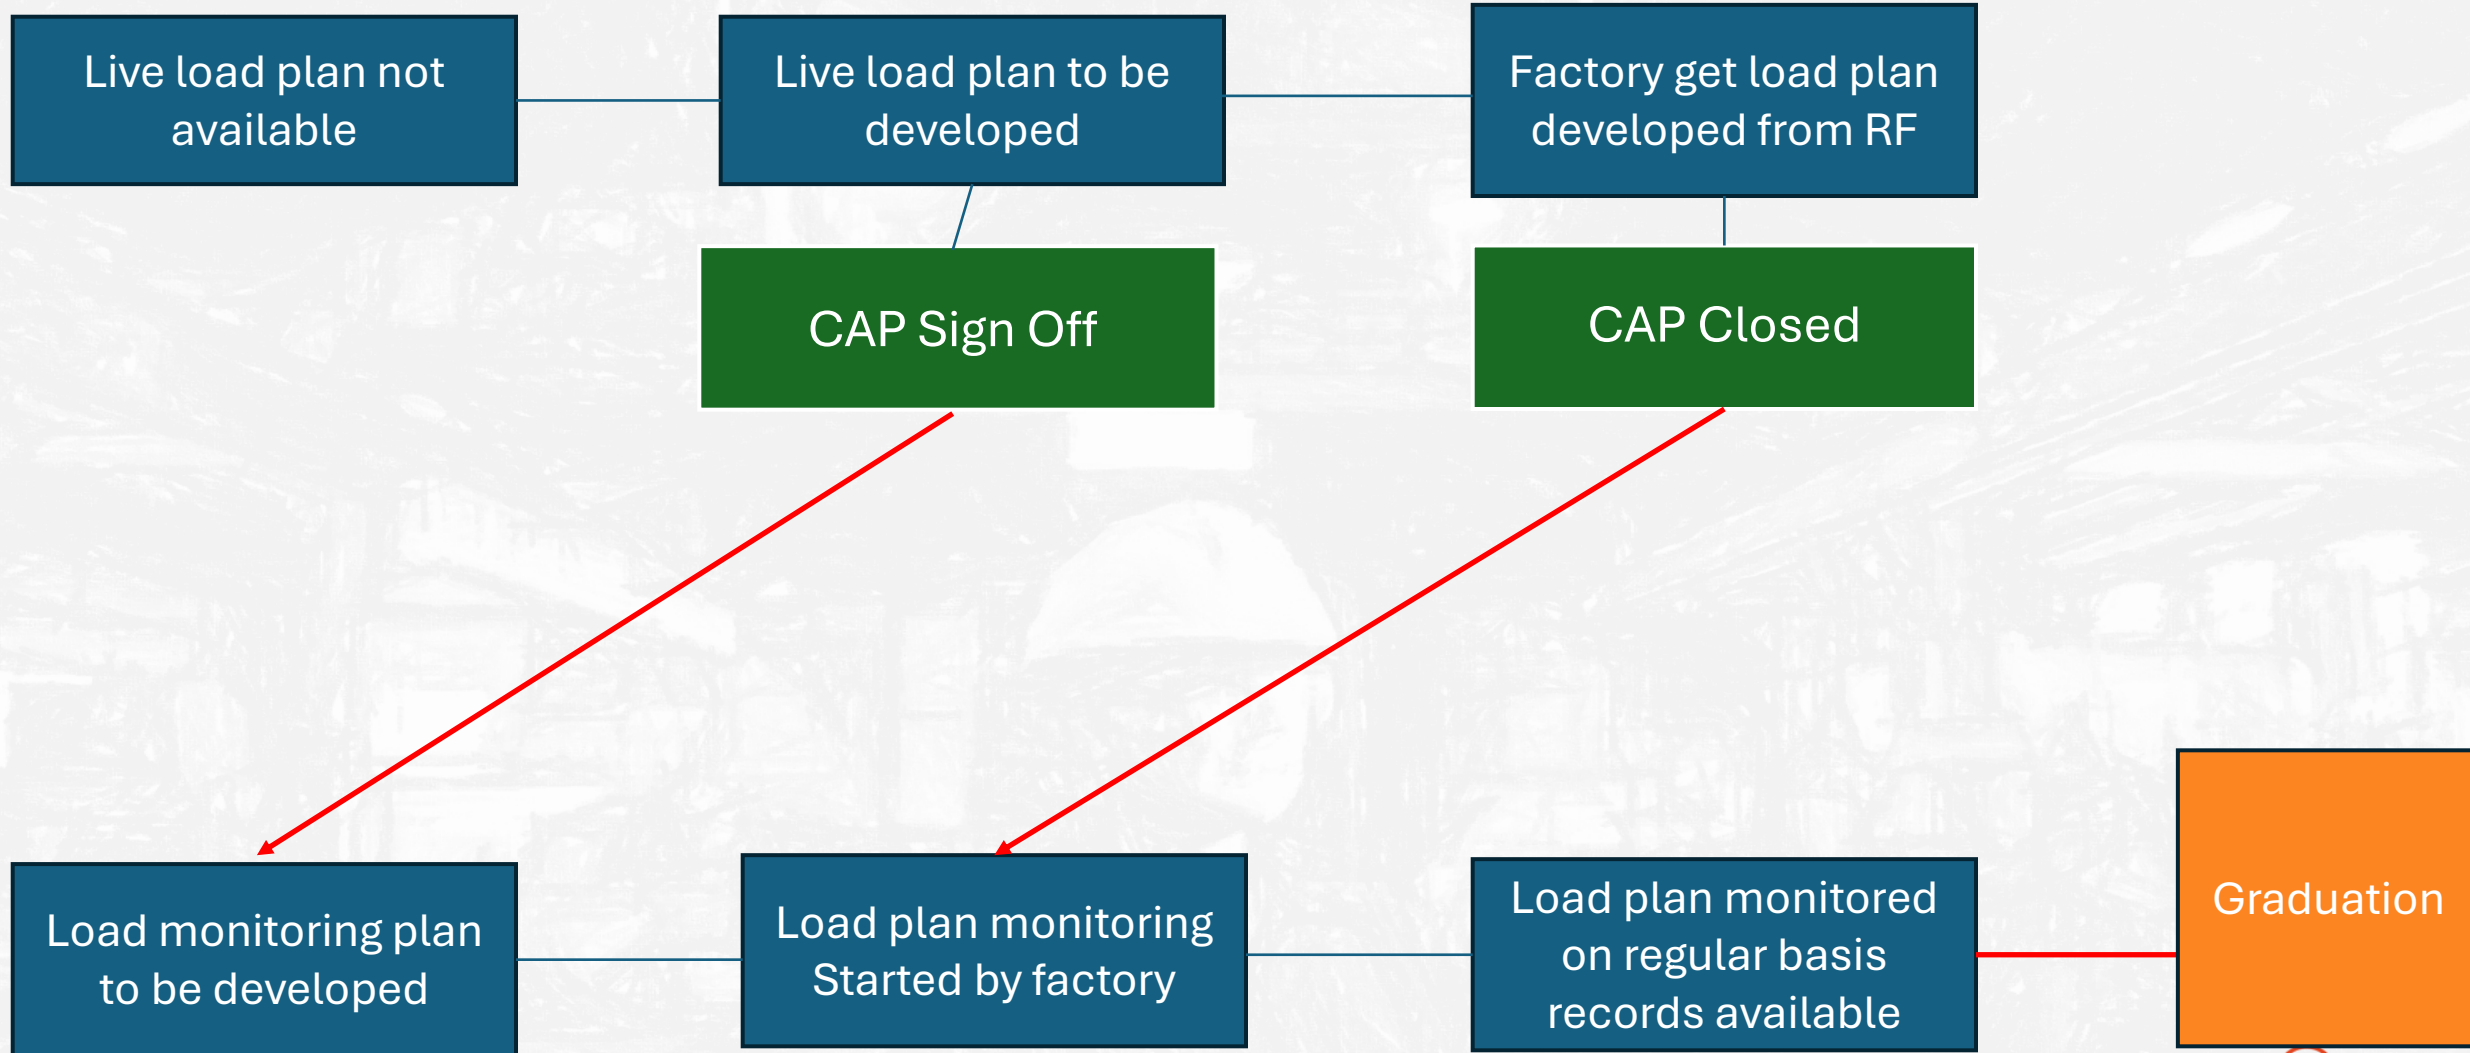 Live load plan not
available
Live load plan to be
developed
Factory get load plan
developed from RF
CAP Sign Off
CAP Closed
Load monitoring plan
to be developed
Load plan monitoring
Started by factory
Load plan monitored
on regular basis
records available
Graduation